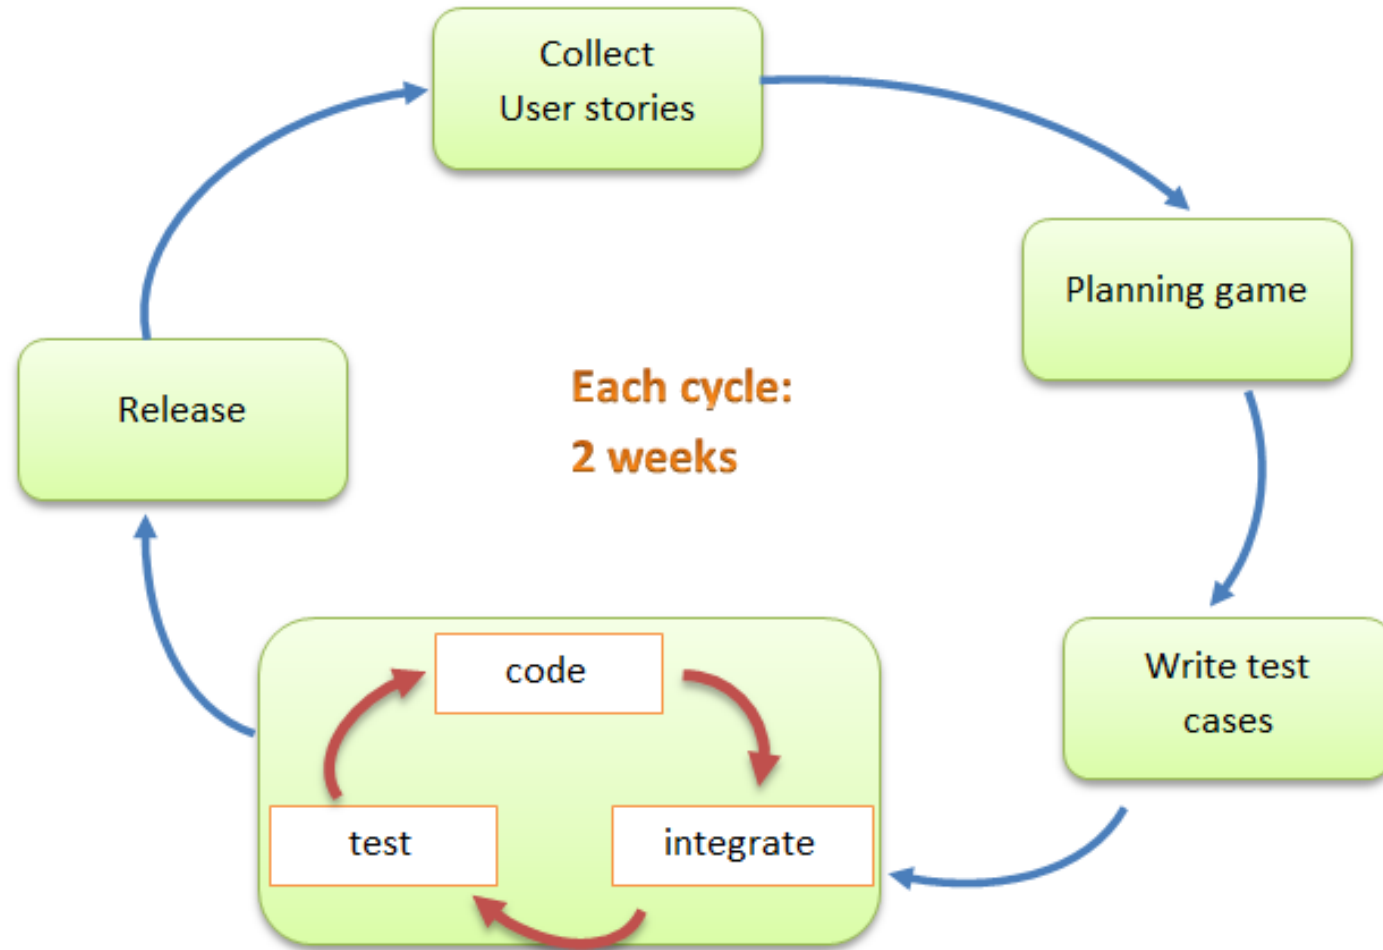 Collect
User stories
Planning game
Release
Each cycle:
2 weeks
Write test
cases
code
test
integrate